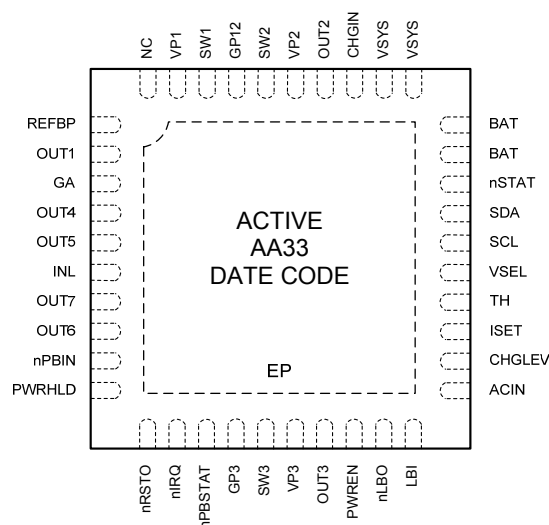 NC
VP1
SW1
GP12
SW2
VP2
OUT2
CHGIN
VSYS
VSYS
REFBP
OUT1
GA
OUT4
OUT5
INL
OUT7
OUT6
nPBIN
PWRHLD
ACTIVE
AA33
DATE CODE
EP
BAT
BAT
nSTAT
SDA
SCL
VSEL
TH
ISET
CHGLEV
ACIN
nRSTO
nIRQ
nPBSTAT
GP3
SW3
VP3
OUT3
PWREN
nLBO
LBI